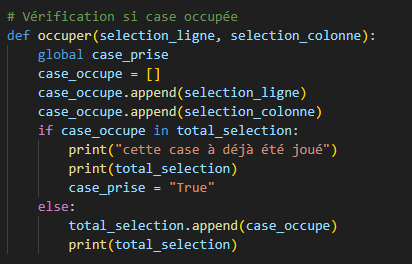 # Vérification si case occupée
def occuper(selection_ligne, selection_colonne):
    global case_prise
    case_occupe = []
    case_occupe.append(selection_ligne)
    case_occupe.append(selection_colonne)
    if case_occupe in total_selection:
        print("cette case à déjà été joué")
        print(total_selection)
        case_prise = "True"
    else:
        total_selection.append(case_occupe)
        print(total_selection)